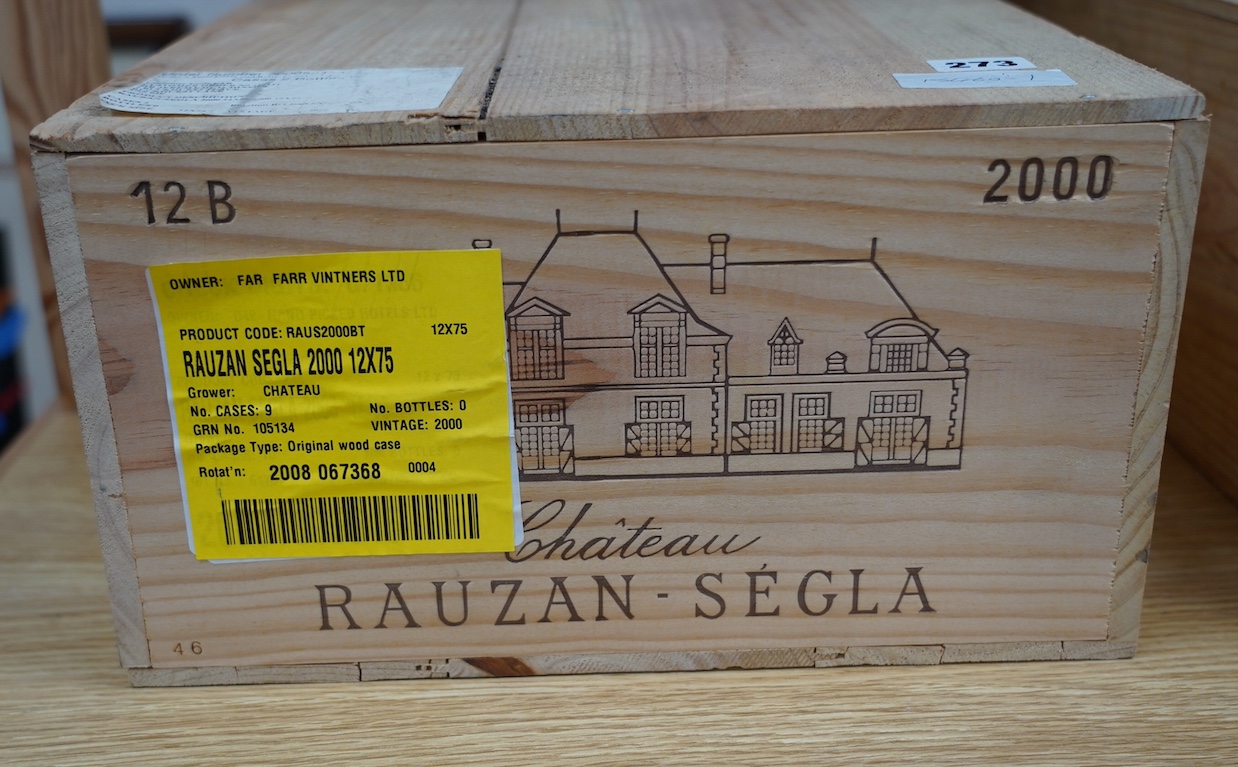 273
12 B
2000
OWNER: FAR FARR VINTNERS LTD
PRODUCT CODE: RAUS2000BT 12X75
RAUZAN SEGLA 2000 12X75
Grower: CHATEAU
No. CASES: 9 No. BOTTLES: 0
GRN No. 105134 VINTAGE: 2000
Package Type: Original wood case
Rotat'n: 2008 067368 0004
Château
RAUZAN - SÉGLA
46